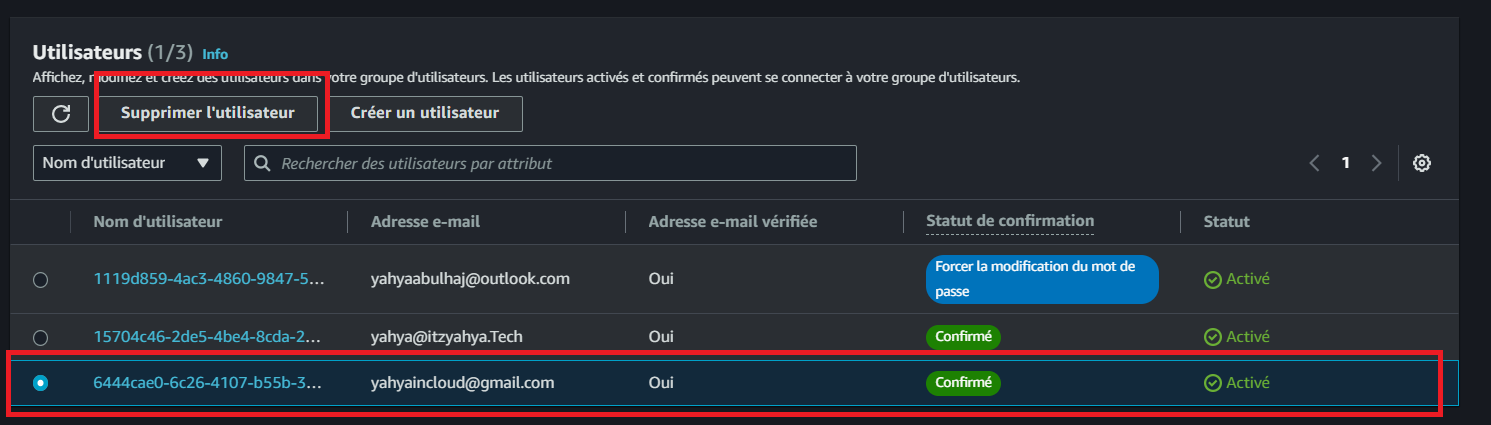 Utilisateurs (1/3) Info
Affichez, modifiez et créez des utilisateurs dans votre groupe d'utilisateurs. Les utilisateurs activés et confirmés peuvent se connecter à votre groupe d'utilisateurs.
Supprimer l'utilisateur Créer un utilisateur
Nom d'utilisateur Rechercher des utilisateurs par attribut 1
Nom d'utilisateur Adresse e-mail Adresse e-mail vérifiée Statut de confirmation Statut
1119d859-4ac3-4860-9847-5... yahyaabulhaj@outlook.com Oui Forcer la modification du mot de
passe Activé
15704c46-2de5-4be4-8cda-2... yahya@itzyahya.Tech Oui Confirmé Activé
6444cae0-6c26-4107-b55b-3... yahyaincloud@gmail.com Oui Confirmé Activé